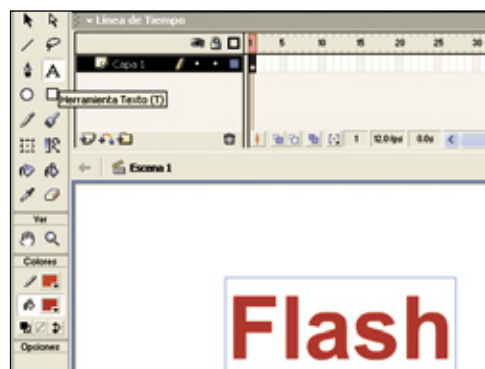 Línea de Tiempo
1 5 10 15 20 25 30
Capa 1
A
Herramienta Texto (T)
1 12.0 fps 0.0s
Escena 1
Ver
Colores
Opciones
Flash